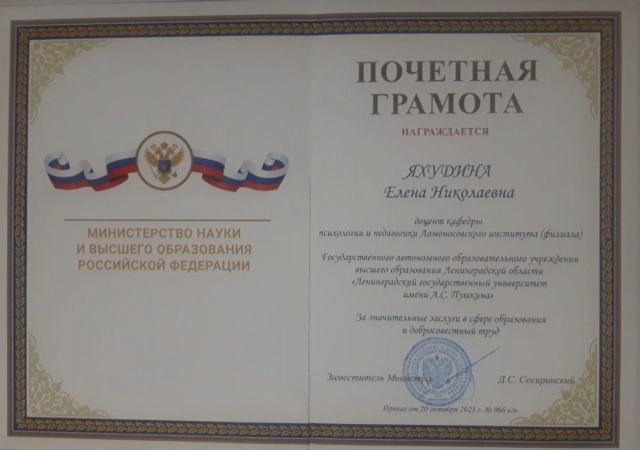 МИНИСТЕРСТВО НАУКИ
И ВЫСШЕГО ОБРАЗОВАНИЯ
РОССИЙСКОЙ ФЕДЕРАЦИИ
ПОЧЕТНАЯ
ГРАМОТА
НАГРАЖДАЕТСЯ
ЯХУДИНА
Елена Николаевна
доцент кафедры
психологии и педагогики Ломоносовского института (филиала)
Государственного автономного образовательного учреждения
высшего образования Ленинградской области
«Ленинградский государственный университет
имени А.С. Пушкина»
За значительные заслуги в сфере образования
и добросовестный труд
Заместитель Министра Д.С. Секиринский
Приказ от 20 октября 2023 г. № 966 к/н